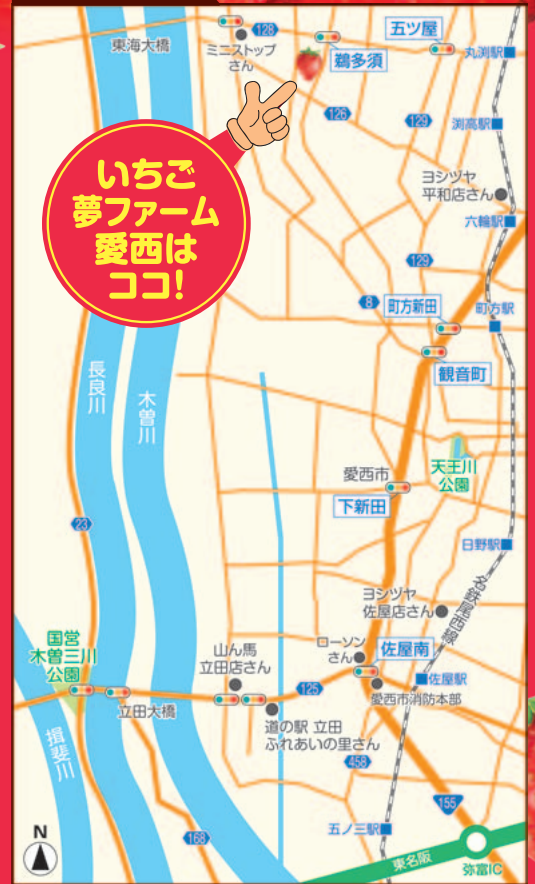 128
五ツ屋
東海大橋
ミニストップ
さん
鵜多須
丸渕駅
126
129
渕高駅
いちご
夢ファーム
愛西は
ココ!
ヨシヅヤ
平和店さん
六輪駅
129
8
町方新田
町方駅
観音町
長良川
木曽川
天王川
公園
愛西市
下新田
23
日野駅
ヨシヅヤ
佐屋店さん
名鉄尾西線
国営
木曽三川
公園
山ん馬
立田店さん
ローソン
さん
佐屋南
佐屋駅
125
愛西市消防本部
立田大橋
道の駅 立田
ふれあいの里さん
揖斐川
458
155
168
五ノ三駅
N
東名阪
弥富IC